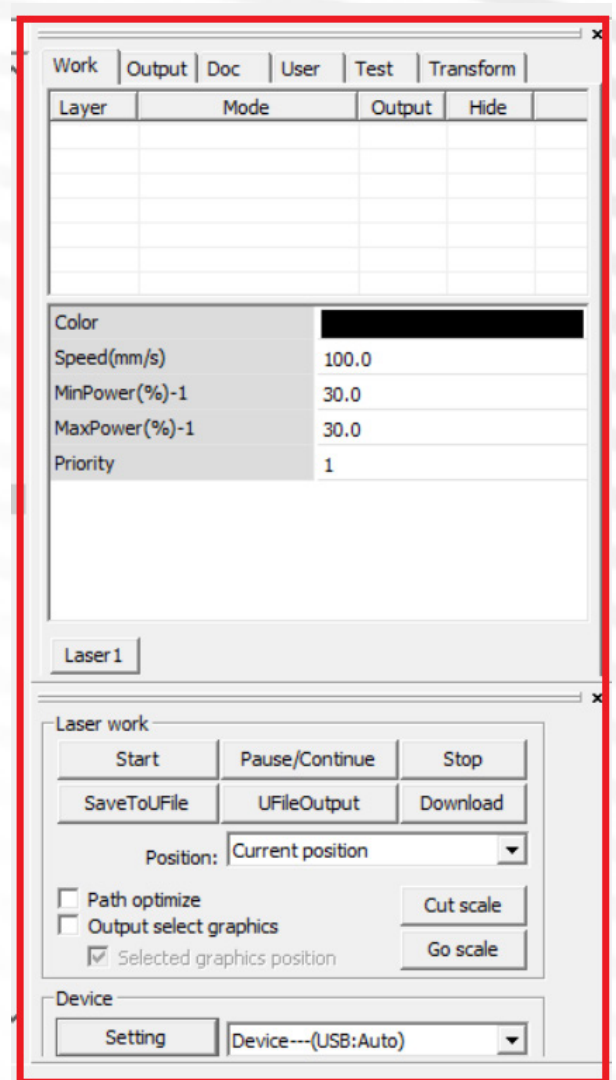 Work Output Doc User Test Transform
Layer Mode Output Hide
Color
Speed(mm/s) 100.0
MinPower(%)-1 30.0
MaxPower(%)-1 30.0
Priority 1
Laser1
Laser work
Start Pause/Continue Stop
SaveToUFile UFileOutput Download
Position: Current position
Path optimize Cut scale
Output select graphics
Selected graphics position Go scale
Device
Setting Device---(USB:Auto)